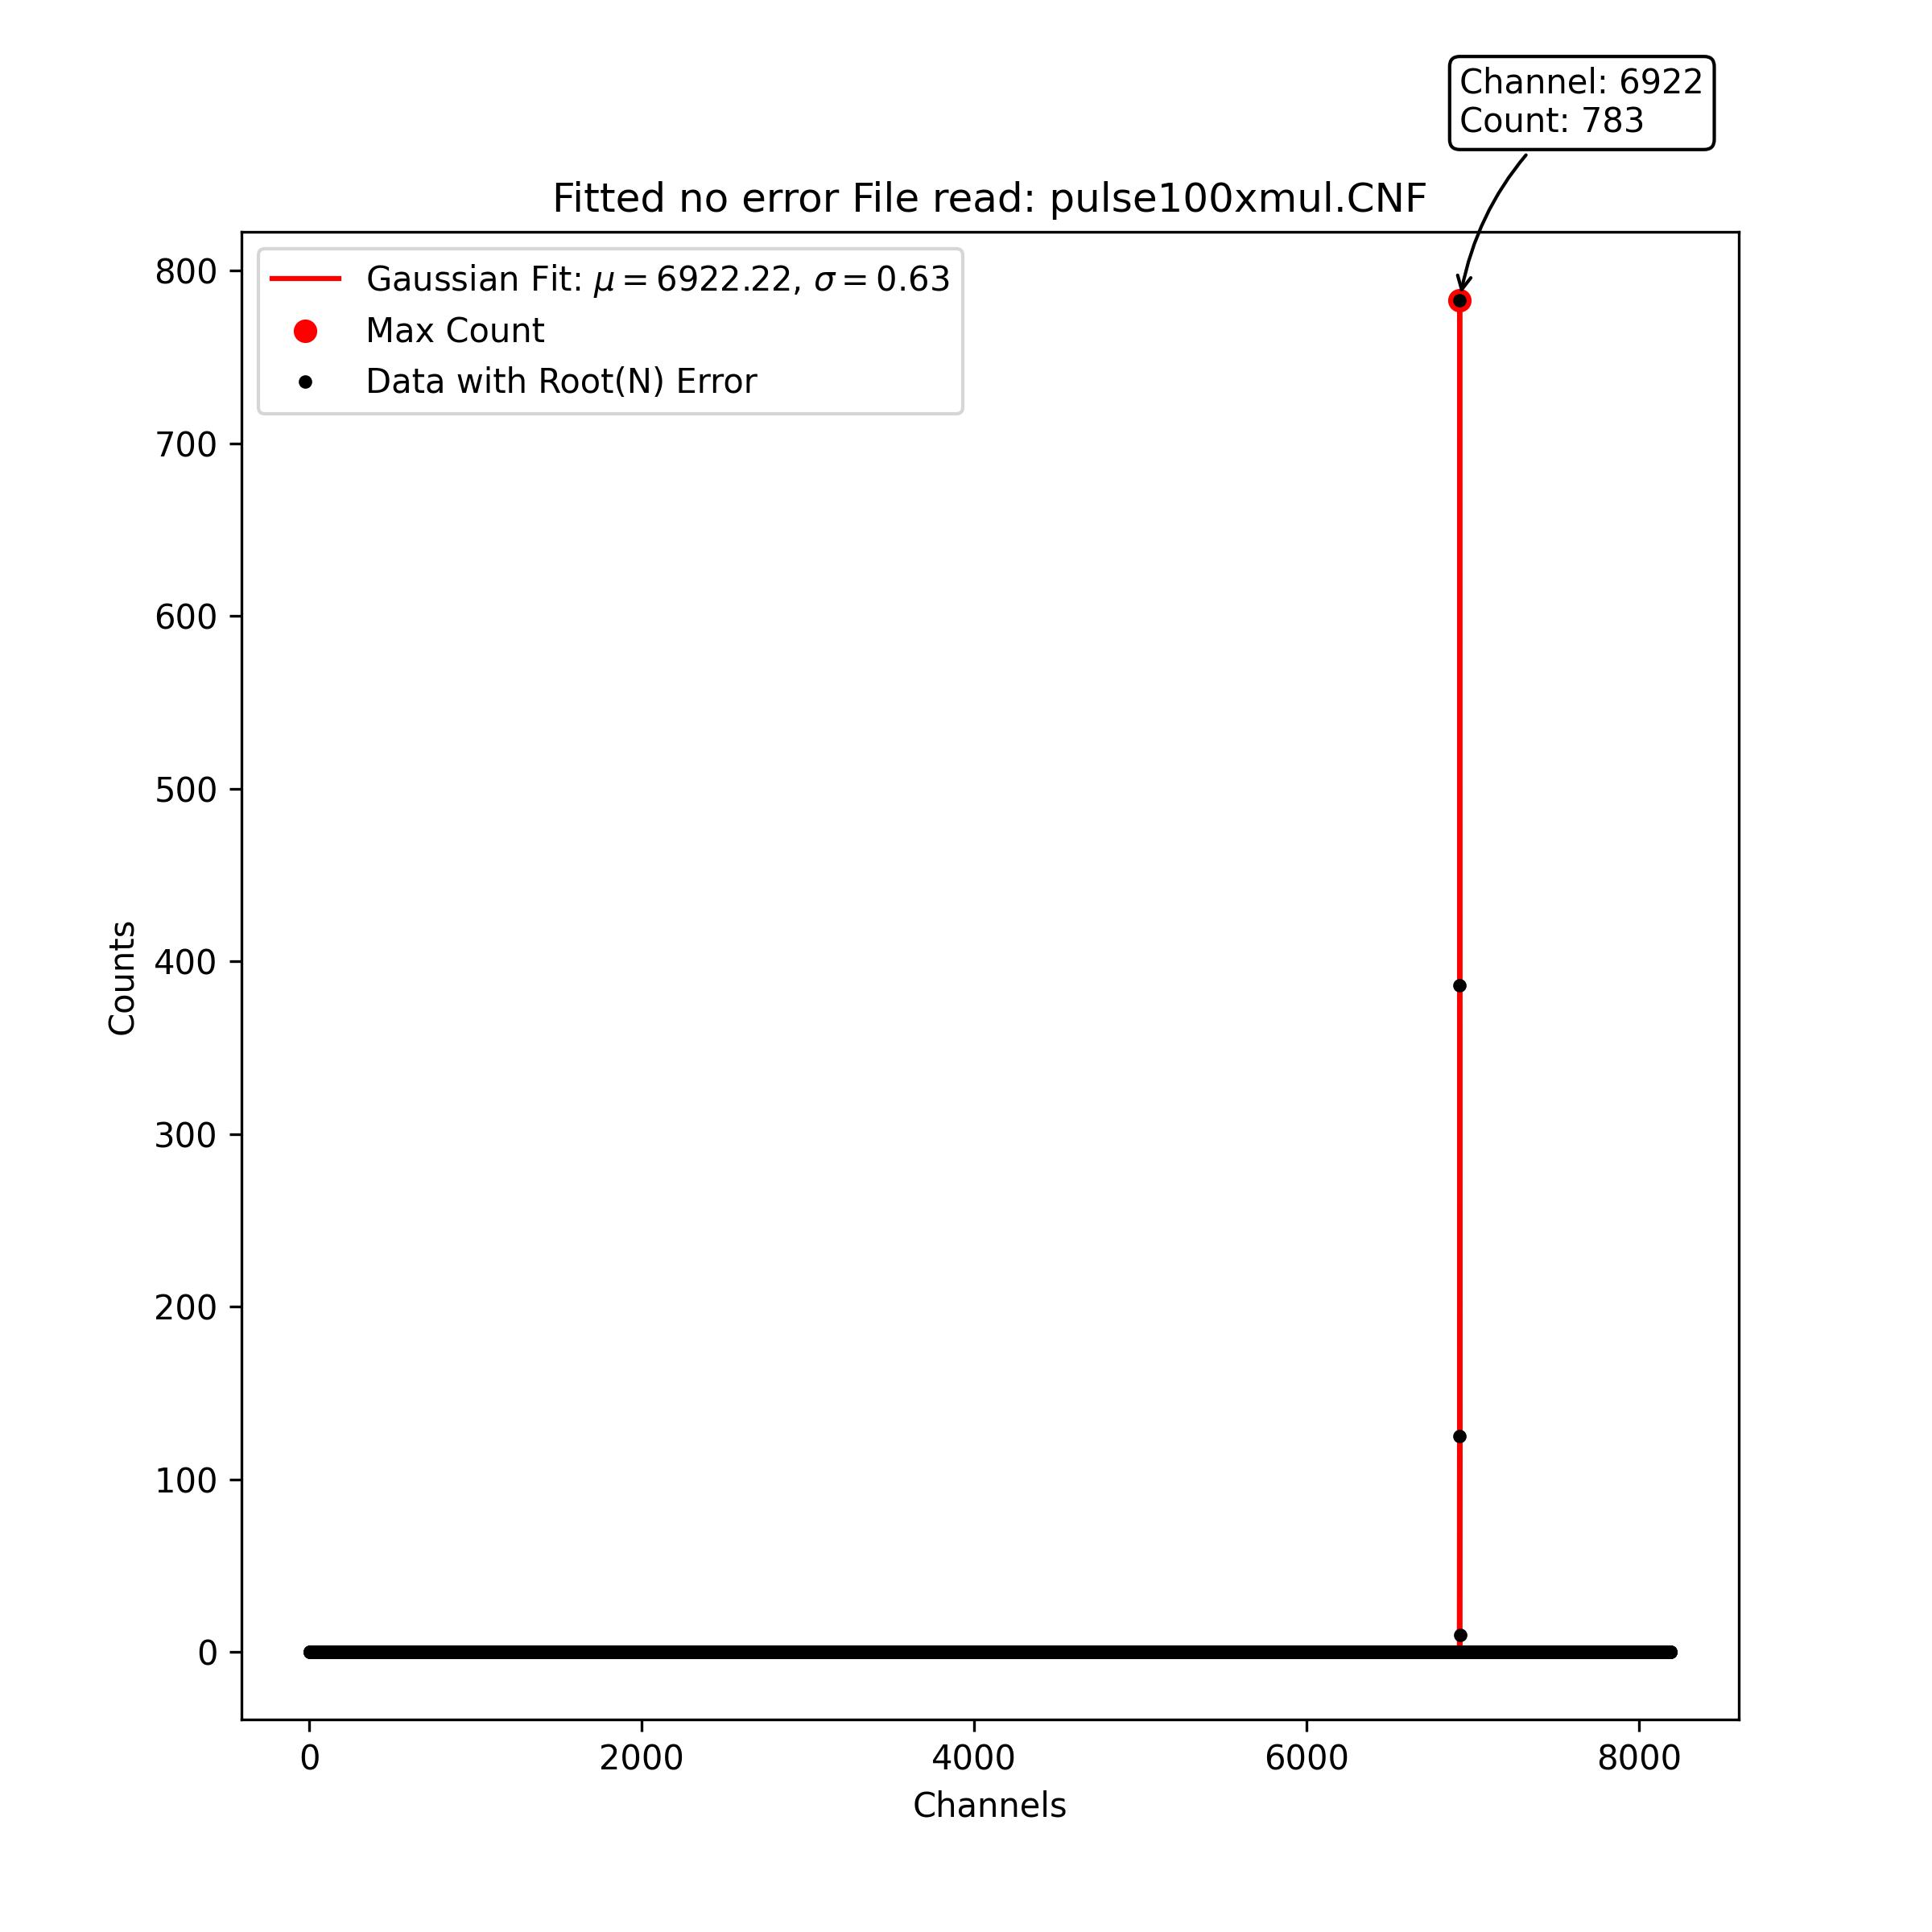 Channel: 6922
Count: 783
Fitted no error File read: pulse100xmul.CNF
Gaussian Fit: μ = 6922.22, σ = 0.63
Max Count
Data with Root(N) Error
800
700
600
500
400
300
200
100
0
Counts
0 2000 4000 6000 8000
Channels